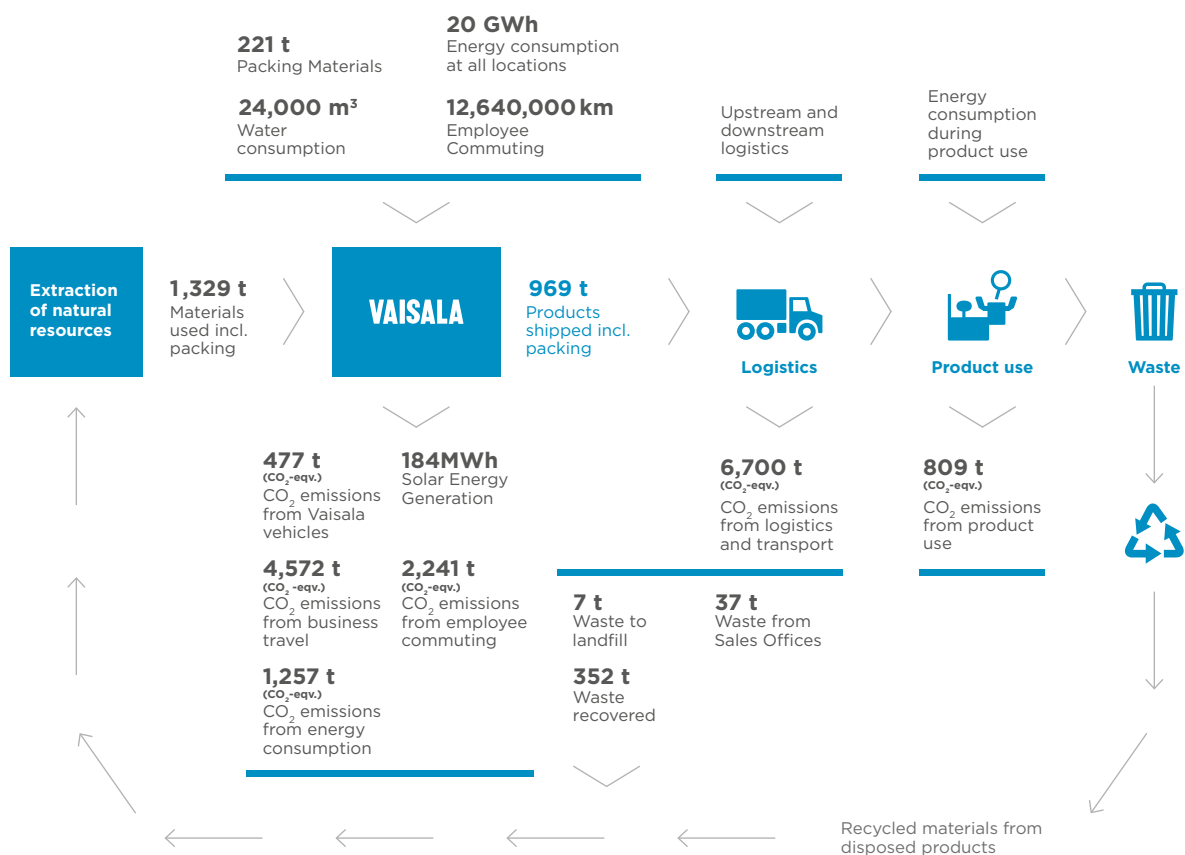 221 t
Packing Materials
20 GWh
Energy consumption
at all locations
24,000 m³
Water
consumption
12,640,000 km
Employee
Commuting
Upstream and
downstream
logistics
Energy
consumption
during
product use
Extraction
of natural
resources
1,329 t
Materials
used incl.
packing
VAISALA
969 t
Products
shipped incl.
packing
Logistics
Product use
Waste
477 t
(CO₂-eqv.)
CO₂ emissions
from Vaisala
vehicles
184MWh
Solar Energy
Generation
4,572 t
(CO₂ -eqv.)
CO₂ emissions
from business
travel
2,241 t
(CO₂-eqv.)
CO₂ emissions
from employee
commuting
1,257 t
(CO₂-eqv.)
CO₂ emissions
from energy
consumption
6,700 t
(CO₂-eqv.)
CO₂ emissions
from logistics
and transport
809 t
(CO₂-eqv.)
CO₂ emissions
from product
use
7 t
Waste to
landfill
37 t
Waste from
Sales Offices
352 t
Waste
recovered
Recycled materials from
disposed products